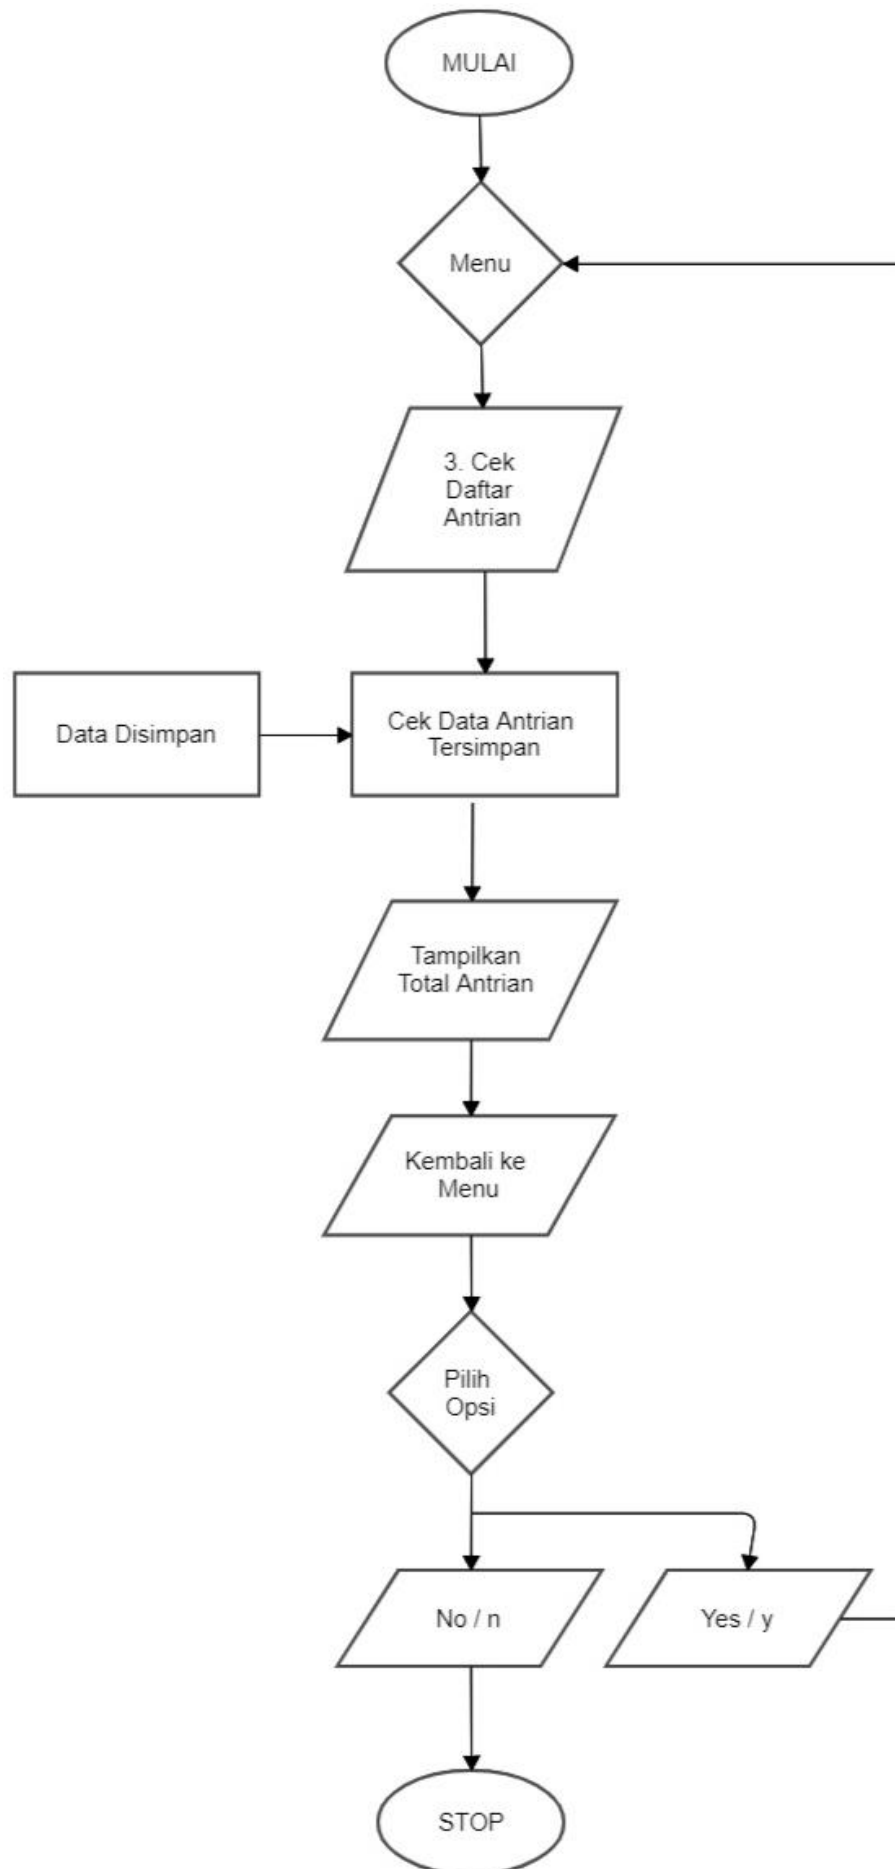 MULAI
Menu
3. Cek
Daftar
Antrian
Data Disimpan
Cek Data Antrian
Tersimpan
Tampilkan
Total Antrian
Kembali ke
Menu
Pilih
Opsi
No / n
Yes / y
STOP